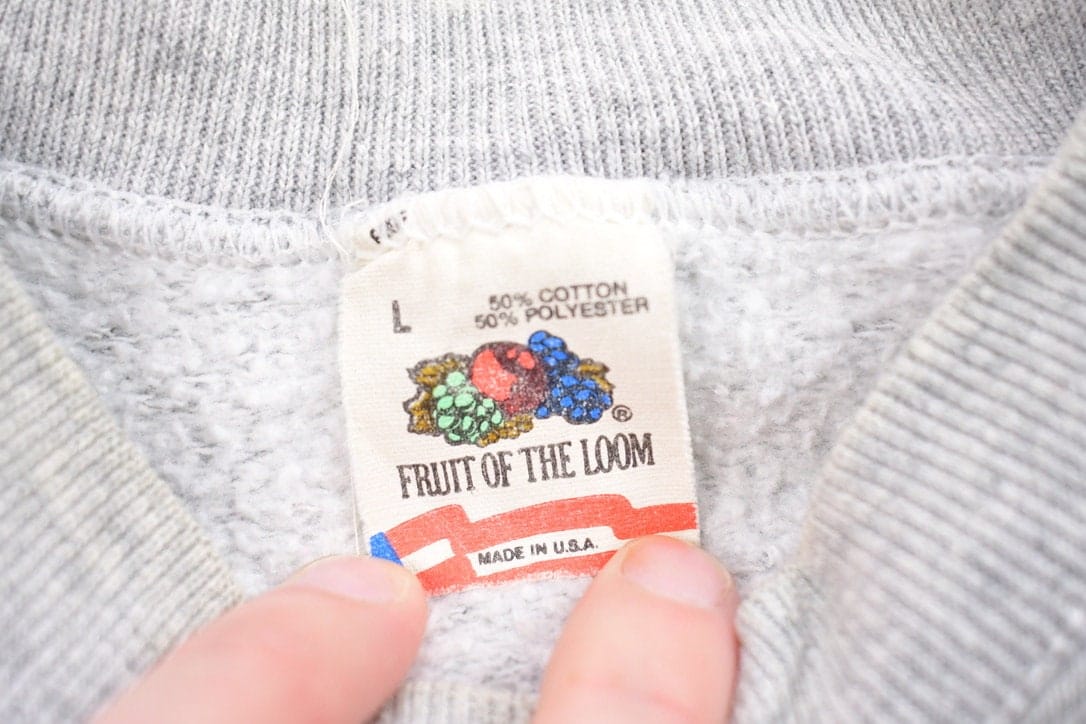 L
50% COTTON
50% POLYESTER
®
FRUIT OF THE LOOM
MADE IN U.S.A.